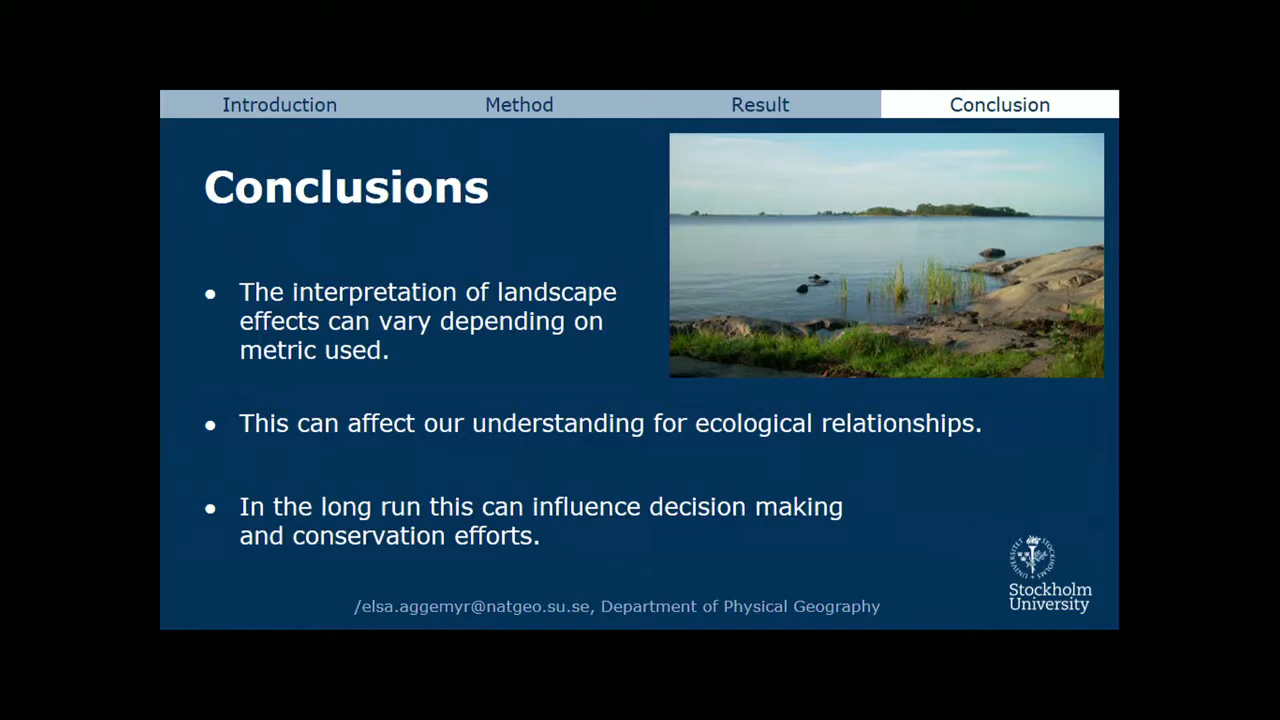 Introduction Method Result Conclusion
Conclusions
● The interpretation of landscape
effects can vary depending on
metric used.
● This can affect our understanding for ecological relationships.
● In the long run this can influence decision making
and conservation efforts.
Stockholm
University
/elsa.aggemyr@natgeo.su.se, Department of Physical Geography